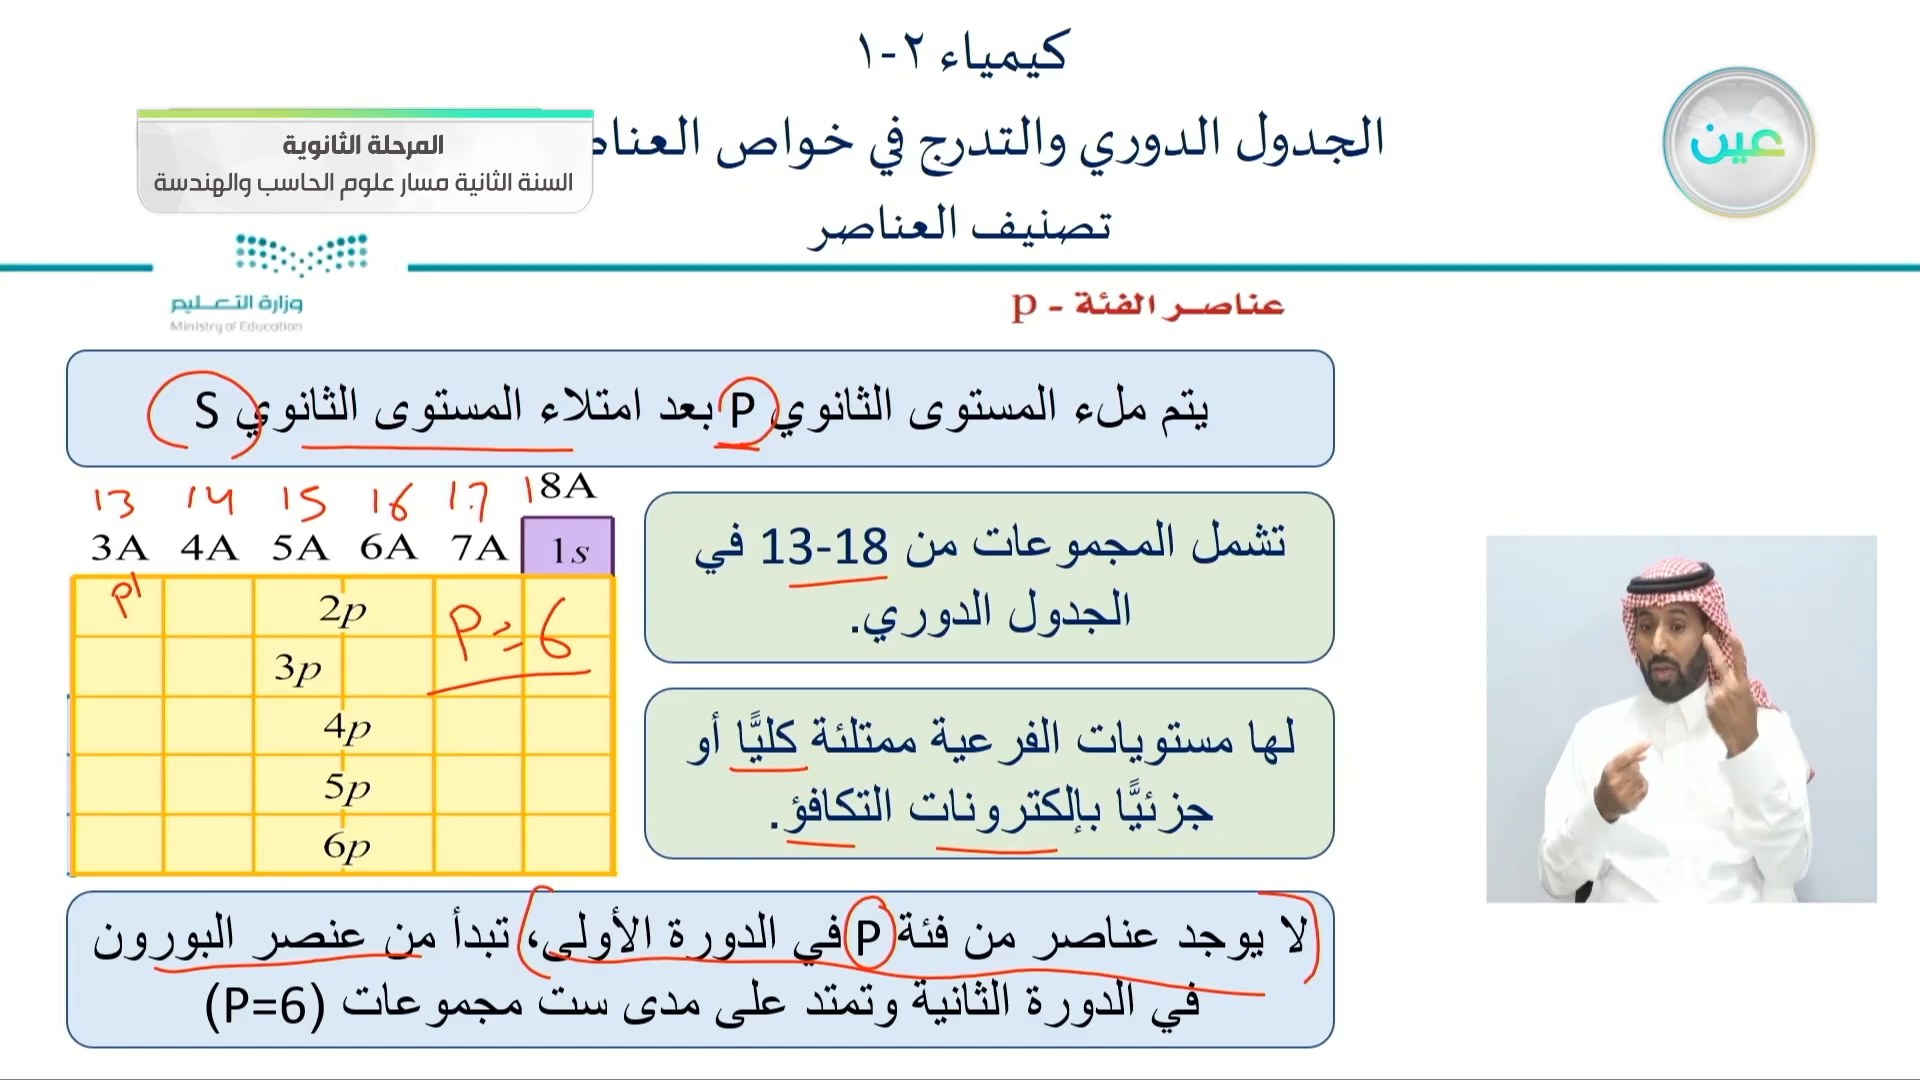 كيمياء ٢-١
الجدول الدوري والتدرج في خواص العناص
تصنيف العناصر
المرحلة الثانوية
السنة الثانية مسار علوم الحاسب والهندسة
عين
وزارة التعليم
Ministry of Education
عناصر الفئة - p
يتم ملء المستوى الثانوي P بعد امتلاء المستوى الثانوي S
13 14 15 16 17 18A
3A 4A 5A 6A 7A 1s
p1 2p P=6
3p
4p
5p
6p
تشمل المجموعات من 18-13 في
الجدول الدوري.
لها مستويات الفرعية ممتلئة كليًّا أو
جزئيًّا بإلكترونات التكافؤ.
لا يوجد عناصر من فئة P في الدورة الأولى، تبدأ من عنصر البورون
في الدورة الثانية وتمتد على مدى ست مجموعات (P=6)